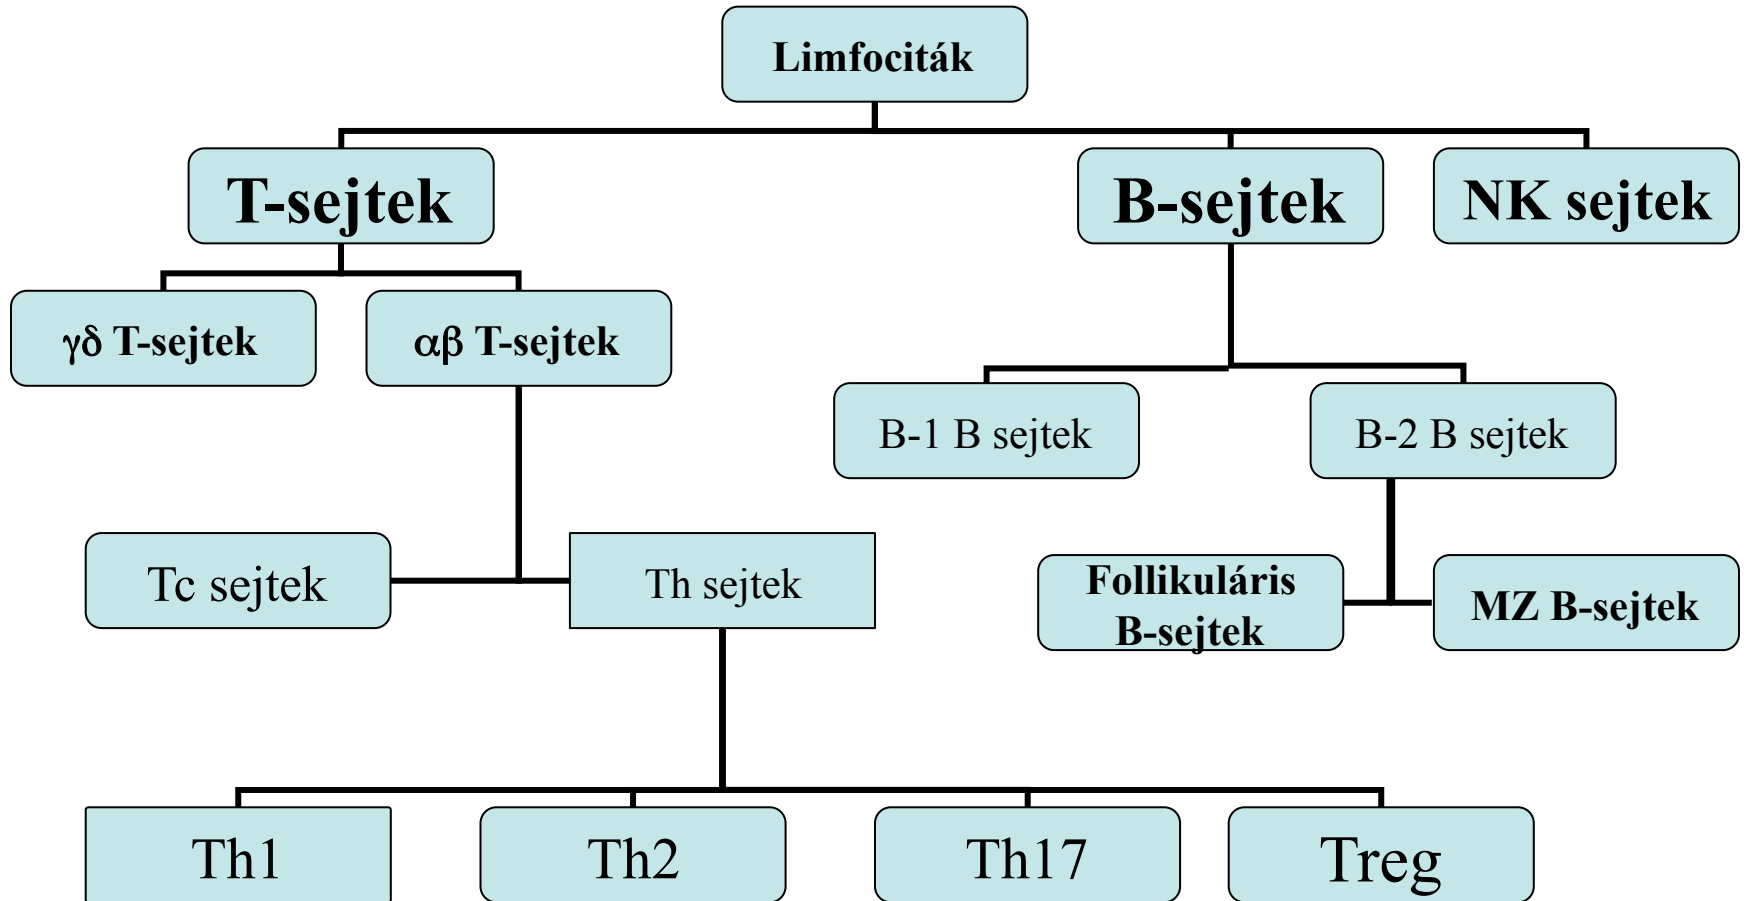 Limfociták
T-sejtek
B-sejtek
NK sejtek
γδ T-sejtek
αβ T-sejtek
B-1 B sejtek
B-2 B sejtek
Tc sejtek
Th sejtek
Follikuláris
B-sejtek
MZ B-sejtek
Th1
Th2
Th17
Treg